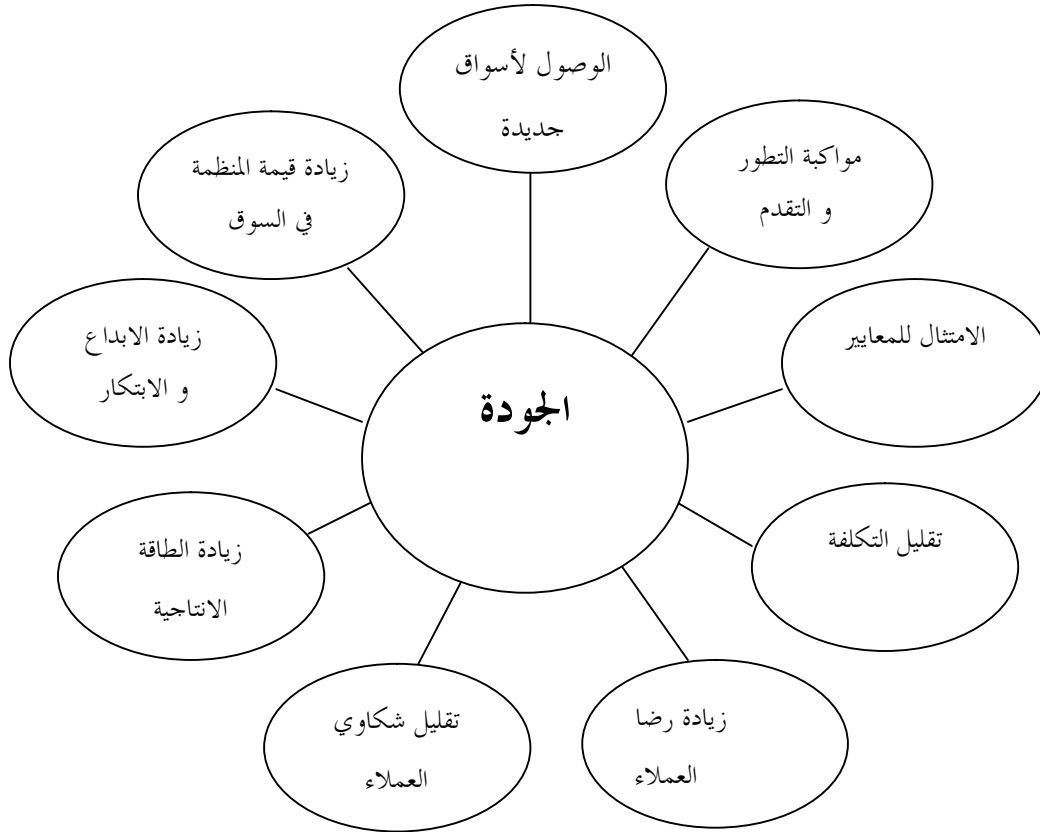 الوصول لأسواق
جديدة
مواكبة التطور
و التقدم
زيادة قيمة المنظمة
في السوق
الامتثال للمعايير
زيادة الابداع
و الابتكار
الجودة
تقليل التكلفة
زيادة الطاقة
الانتاجية
زيادة رضا
العملاء
تقليل شكاوي
العملاء